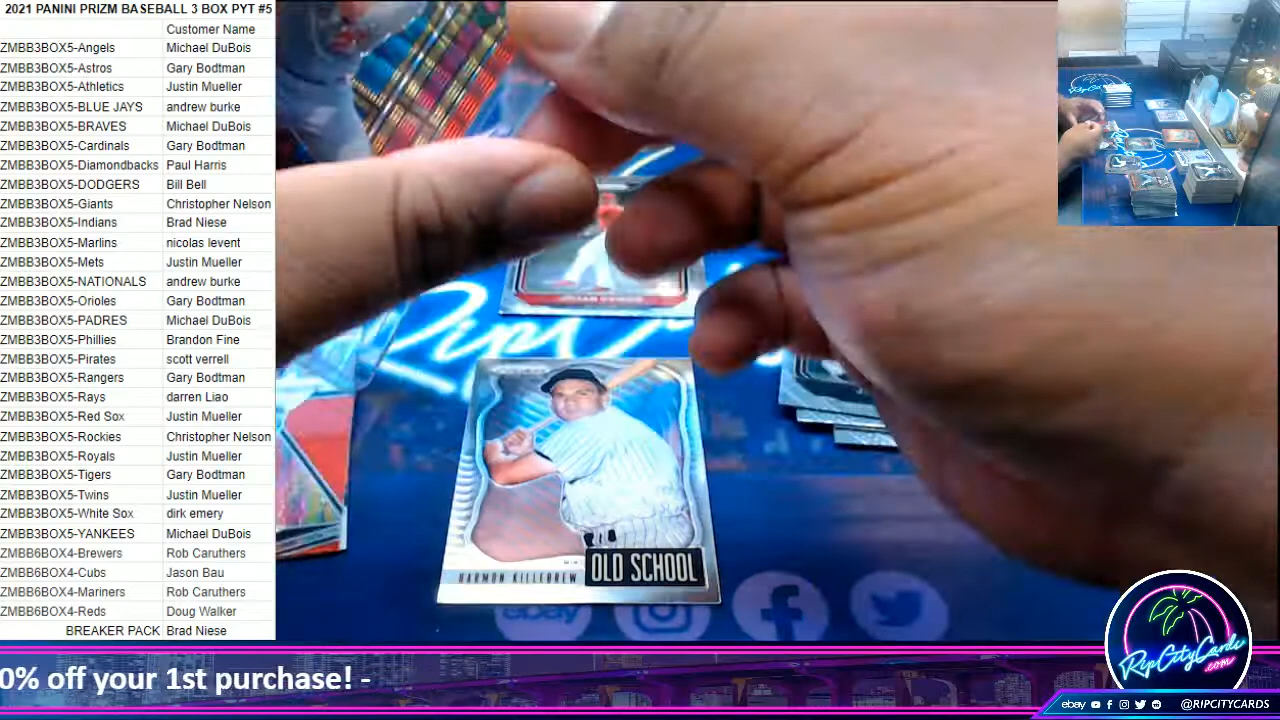 2021 PANINI PRIZM BASEBALL 3 BOX PYT #5
Customer Name
ZMBB3BOX5-Angels Michael DuBois
ZMBB3BOX5-Astros Gary Bodtman
ZMBB3BOX5-Athletics Justin Mueller
ZMBB3BOX5-BLUE JAYS andrew burke
ZMBB3BOX5-BRAVES Michael DuBois
ZMBB3BOX5-Cardinals Gary Bodtman
ZMBB3BOX5-Diamondbacks Paul Harris
ZMBB3BOX5-DODGERS Bill Bell
ZMBB3BOX5-Giants Christopher Nelson
ZMBB3BOX5-Indians Brad Niese
ZMBB3BOX5-Marlins nicolas levent
ZMBB3BOX5-Mets Justin Mueller
ZMBB3BOX5-NATIONALS andrew burke
ZMBB3BOX5-Orioles Gary Bodtman
ZMBB3BOX5-PADRES Michael DuBois
ZMBB3BOX5-Phillies Brandon Fine
ZMBB3BOX5-Pirates scott verrell
ZMBB3BOX5-Rangers Gary Bodtman
ZMBB3BOX5-Rays darren Liao
ZMBB3BOX5-Red Sox Justin Mueller
ZMBB3BOX5-Rockies Christopher Nelson
ZMBB3BOX5-Royals Justin Mueller
ZMBB3BOX5-Tigers Gary Bodtman
ZMBB3BOX5-Twins Justin Mueller
ZMBB3BOX5-White Sox dirk emery
ZMBB3BOX5-YANKEES Michael DuBois
ZMBB6BOX4-Brewers Rob Caruthers
ZMBB6BOX4-Cubs Jason Bau
ZMBB6BOX4-Mariners Rob Caruthers
ZMBB6BOX4-Reds Doug Walker
BREAKER PACK Brad Niese
RipC
HARMON KILLEBREW OLD SCHOOL
ebay
0% off your 1st purchase! -
RipCityCards
.com
ebay @RIPCITYCARDS